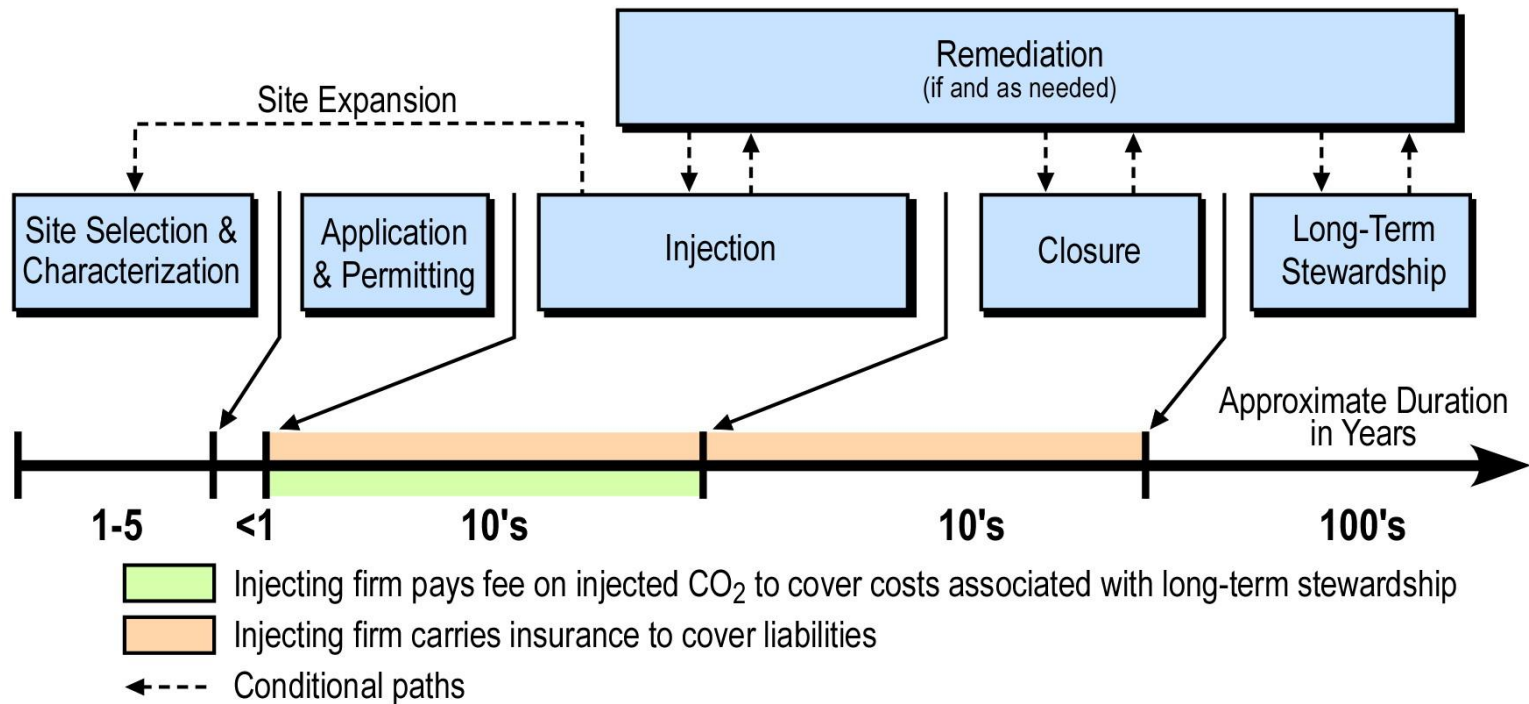 Remediation
(if and as needed)
Site Expansion
Site Selection &
Characterization
Application
& Permitting
Injection
Closure
Long-Term
Stewardship
Approximate Duration
in Years
1-5
<1
10's
10's
100's
Injecting firm pays fee on injected CO₂ to cover costs associated with long-term stewardship
Injecting firm carries insurance to cover liabilities
Conditional paths